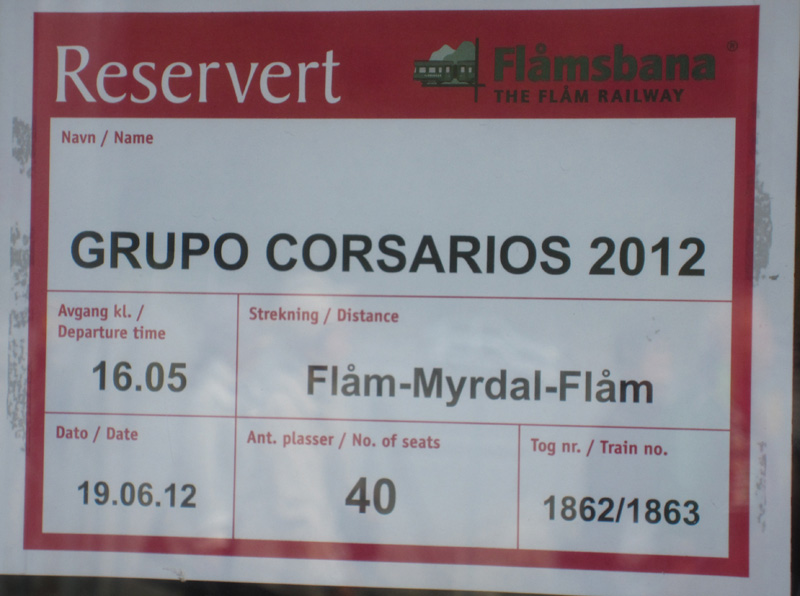 Reservert
Flåmsbana®
THE FLÅM RAILWAY
Navn / Name
GRUPO CORSARIOS 2012
Avgang kl. /
Departure time
16.05
Strekning / Distance
Flåm-Myrdal-Flåm
Dato / Date
19.06.12
Ant. plasser / No. of seats
40
Tog nr. / Train no.
1862/1863